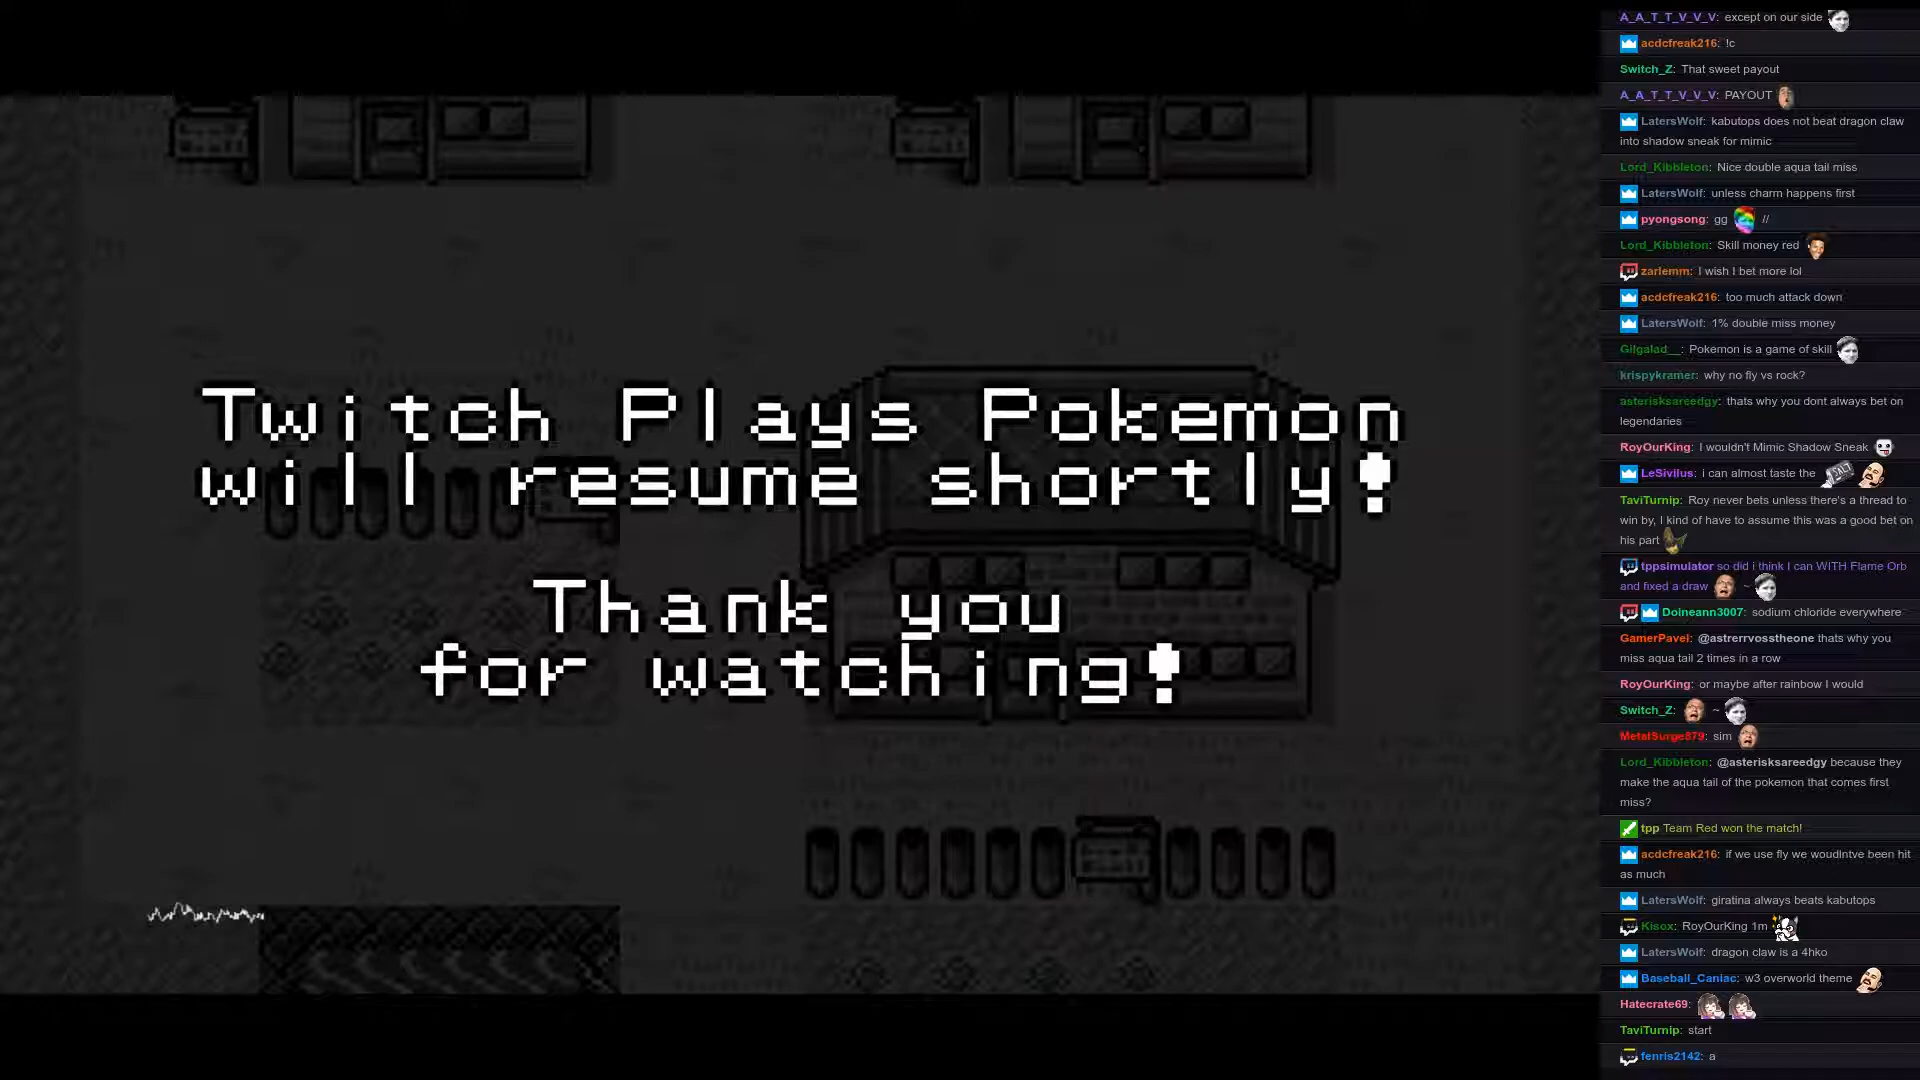 Twitch Plays Pokemon
will resume shortly!
Thank you
for watching!
A_A_T_T_V_V_V: except on our side
acdcfreak216: !c
Switch_Z: That sweet payout
A_A_T_T_V_V_V: PAYOUT
LatersWolf: kabutops does not beat dragon claw
into shadow sneak for mimic
Lord_Kibbleton: Nice double aqua tail miss
LatersWolf: unless charm happens first
pyongsong: gg //
Lord_Kibbleton: Skill money red
zarlemm: I wish I bet more lol
acdcfreak216: too much attack down
LatersWolf: 1% double miss money
Gilgalad__: Pokemon is a game of skill
krispykramer: why no fly vs rock?
asterisksareedgy: thats why you dont always bet on
legendaries
RoyOurKing: I wouldn't Mimic Shadow Sneak
LeSivilus: i can almost taste the
TaviTurnip: Roy never bets unless there's a thread to
win by, I kind of have to assume this was a good bet on
his part
tppsimulator so did i think I can WITH Flame Orb
and fixed a draw ~
Doineann3007: sodium chloride everywhere
GamerPavel: @astrerrvosstheone thats why you
miss aqua tail 2 times in a row
RoyOurKing: or maybe after rainbow I would
Switch_Z: ~
MetalSurge879: sim
Lord_Kibbleton: @asterisksareedgy because they
make the aqua tail of the pokemon that comes first
miss?
tpp Team Red won the match!
acdcfreak216: if we use fly we woudlntve been hit
as much
LatersWolf: giratina always beats kabutops
Kisox: RoyOurKing 1m
LatersWolf: dragon claw is a 4hko
Baseball_Caniac: w3 overworld theme
Hatecrate69:
TaviTurnip: start
fenris2142: a